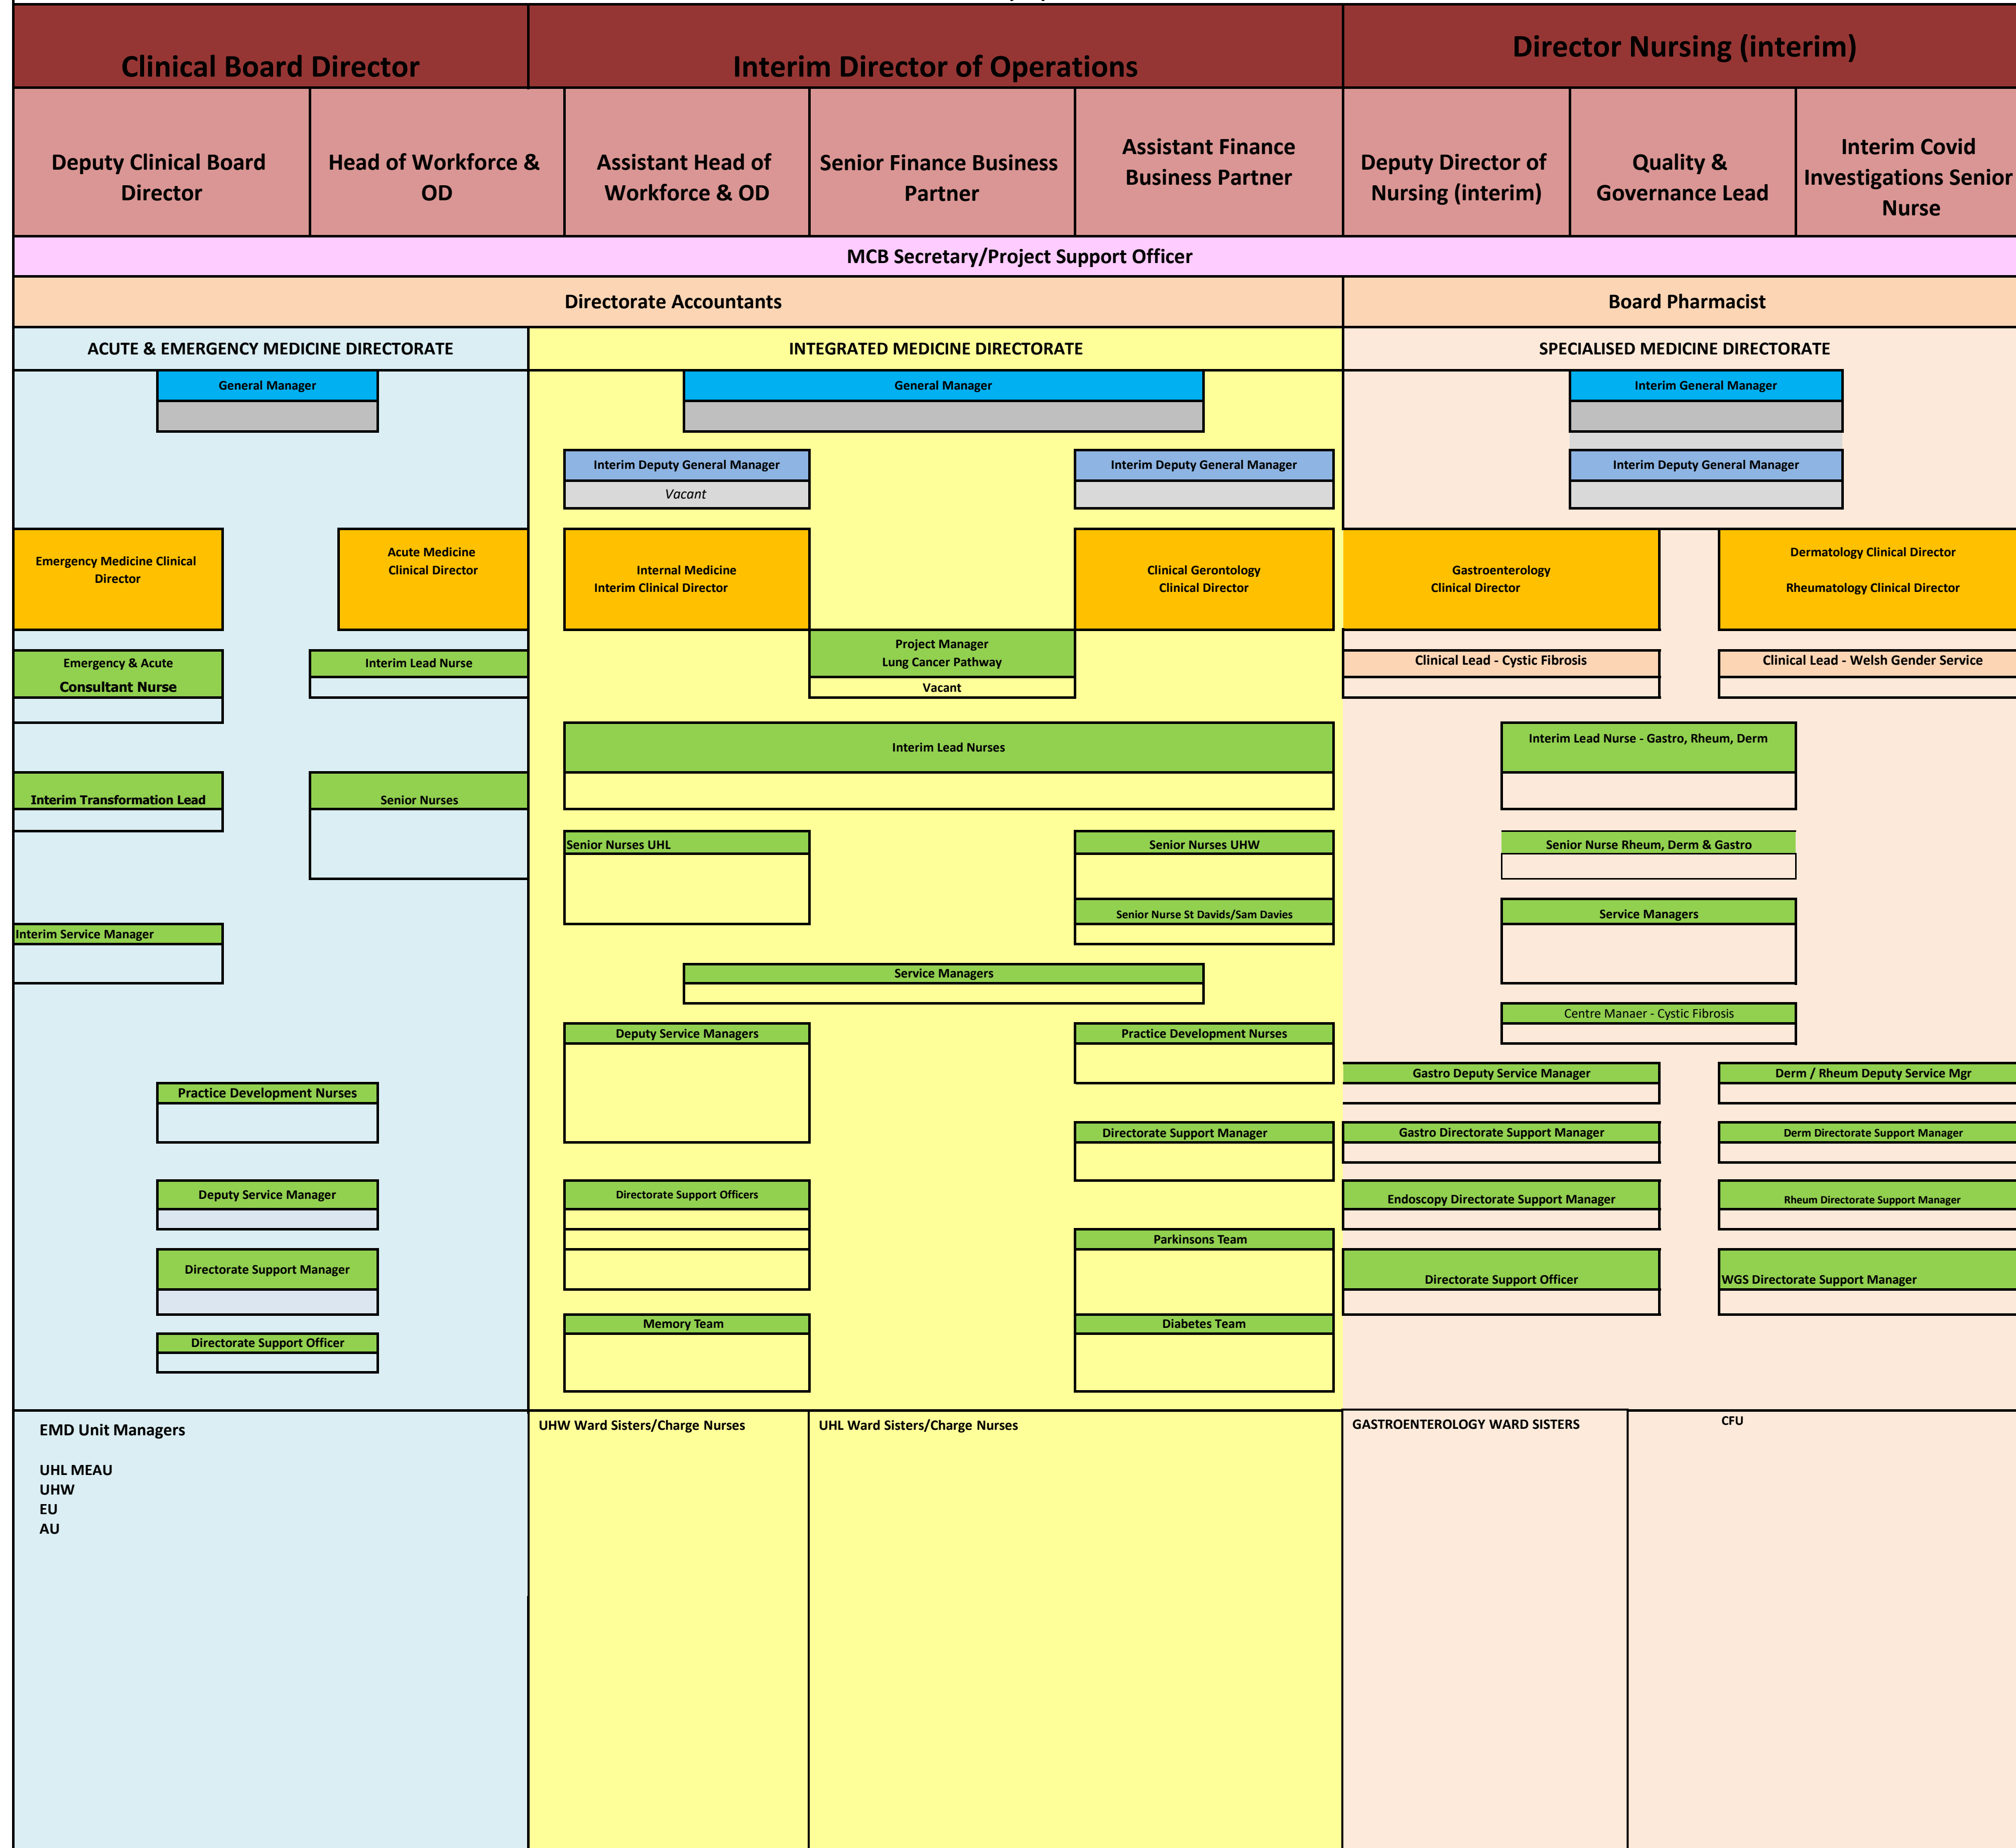 Clinical Board Director
Interim Director of Operations
Director Nursing (interim)
Deputy Clinical Board
Director
Head of Workforce &
OD
Assistant Head of
Workforce & OD
Senior Finance Business
Partner
Assistant Finance
Business Partner
Deputy Director of
Nursing (interim)
Quality &
Governance Lead
Interim Covid
Investigations Senior
Nurse
MCB Secretary/Project Support Officer
Directorate Accountants
Board Pharmacist
ACUTE & EMERGENCY MEDICINE DIRECTORATE
General Manager
Emergency Medicine Clinical
Director
Acute Medicine
Clinical Director
Emergency & Acute
Consultant Nurse
Interim Lead Nurse
Interim Transformation Lead
Senior Nurses
Interim Service Manager
Practice Development Nurses
Deputy Service Manager
Directorate Support Manager
Directorate Support Officer
EMD Unit Managers
UHL MEAU
UHW
EU
AU
INTEGRATED MEDICINE DIRECTORATE
General Manager
Interim Deputy General Manager
Vacant
Interim Deputy General Manager
Internal Medicine
Interim Clinical Director
Clinical Gerontology
Clinical Director
Project Manager
Lung Cancer Pathway
Vacant
Interim Lead Nurses
Senior Nurses UHL
Senior Nurses UHW
Senior Nurse St Davids/Sam Davies
Service Managers
Deputy Service Managers
Practice Development Nurses
Directorate Support Manager
Directorate Support Officers
Parkinsons Team
Memory Team
Diabetes Team
UHW Ward Sisters/Charge Nurses
UHL Ward Sisters/Charge Nurses
SPECIALISED MEDICINE DIRECTORATE
Interim General Manager
Interim Deputy General Manager
Gastroenterology
Clinical Director
Dermatology Clinical Director
Rheumatology Clinical Director
Clinical Lead - Cystic Fibrosis
Clinical Lead - Welsh Gender Service
Interim Lead Nurse - Gastro, Rheum, Derm
Senior Nurse Rheum, Derm & Gastro
Service Managers
Centre Manaer - Cystic Fibrosis
Gastro Deputy Service Manager
Derm / Rheum Deputy Service Mgr
Gastro Directorate Support Manager
Derm Directorate Support Manager
Endoscopy Directorate Support Manager
Rheum Directorate Support Manager
Directorate Support Officer
WGS Directorate Support Manager
GASTROENTEROLOGY WARD SISTERS
CFU